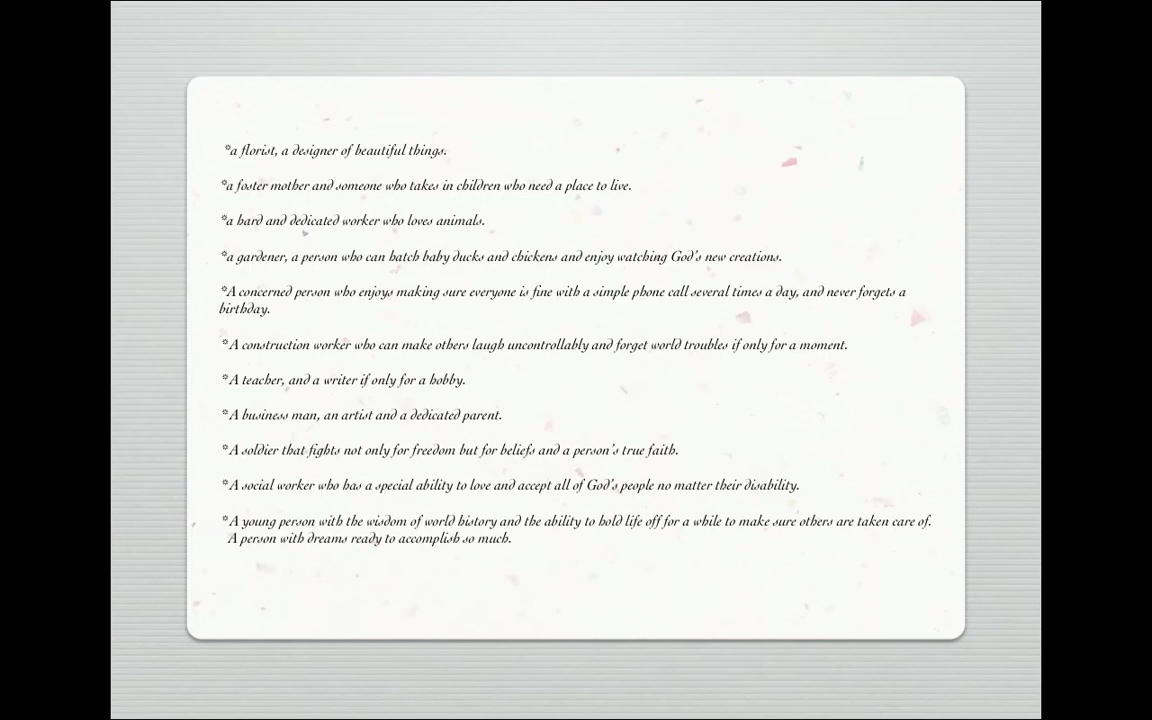 *a florist, a designer of beautiful things.
*a foster mother and someone who takes in children who need a place to live.
*a hard and dedicated worker who loves animals.
*a gardener, a person who can hatch baby ducks and chickens and enjoy watching God's new creations.
*A concerned person who enjoys making sure everyone is fine with a simple phone call several times a day, and never forgets a
birthday.
*A construction worker who can make others laugh uncontrollably and forget world troubles if only for a moment.
*A teacher, and a writer if only for a hobby.
*A business man, an artist and a dedicated parent.
*A soldier that fights not only for freedom but for beliefs and a person's true faith.
*A social worker who has a special ability to love and accept all of God's people no matter their disability.
*A young person with the wisdom of world history and the ability to hold life off for a while to make sure others are taken care of.
A person with dreams ready to accomplish so much.